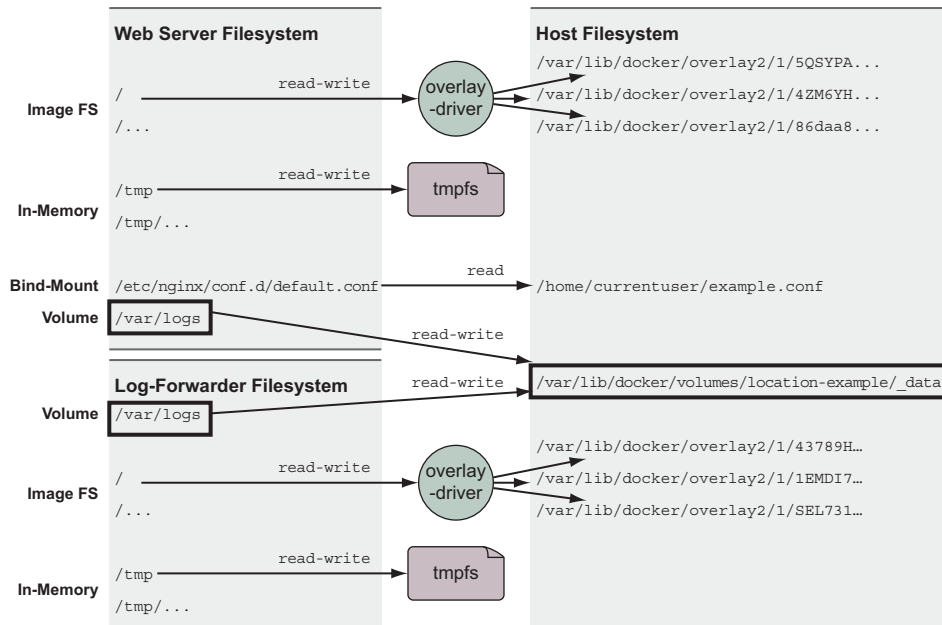 Web Server Filesystem
Host Filesystem
/var/lib/docker/overlay2/1/5QSYPA...
read-write
Image FS
/
overlay
-driver
/var/lib/docker/overlay2/1/4ZM6YH...
/...
/var/lib/docker/overlay2/1/86daa8...
read-write
In-Memory
/tmp
tmpfs
/tmp/...
read
Bind-Mount
/etc/nginx/conf.d/default.conf
/home/currentuser/example.conf
Volume
/var/logs
read-write
Log-Forwarder Filesystem
read-write
/var/lib/docker/volumes/location-example/_data
Volume
/var/logs
/var/lib/docker/overlay2/1/43789H…
read-write
Image FS
/
overlay
-driver
/var/lib/docker/overlay2/1/1EMDI7…
/...
/var/lib/docker/overlay2/1/SEL731…
read-write
In-Memory
/tmp
tmpfs
/tmp/...